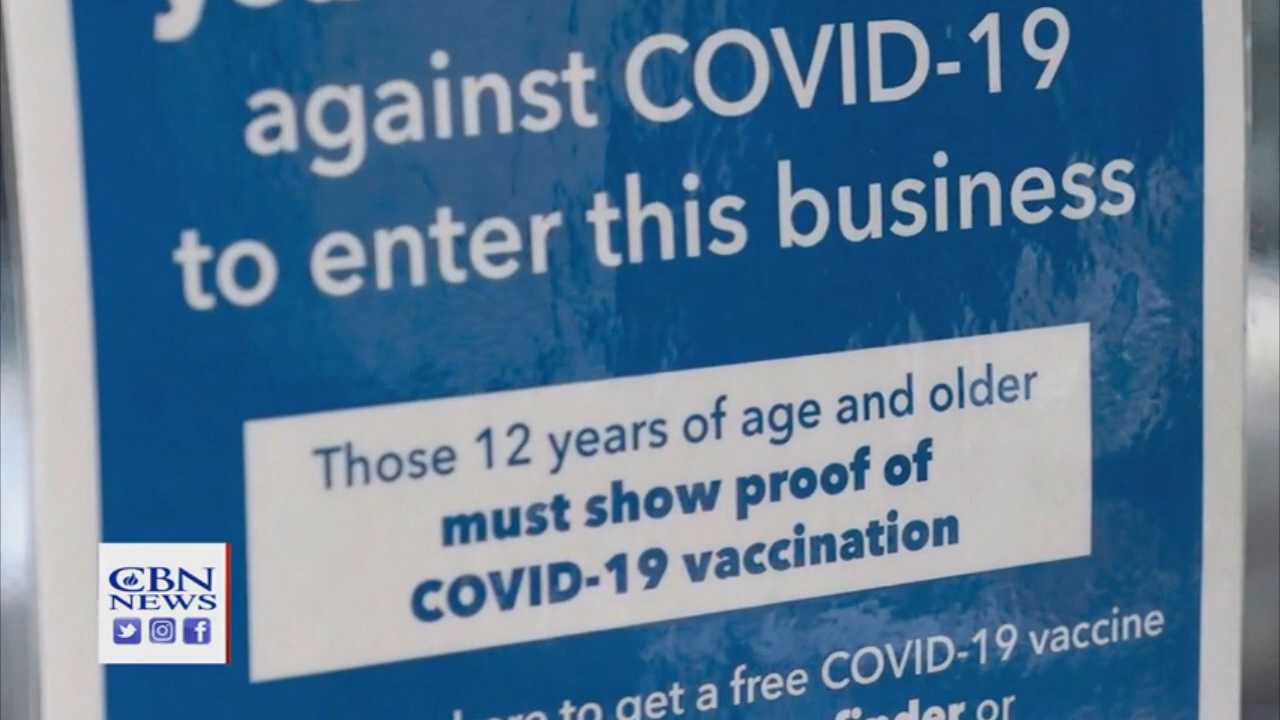 against COVID-19
to enter this business
Those 12 years of age and older
must show proof of
COVID-19 vaccination
to get a free COVID-19 vaccine
or
CBN
NEWS